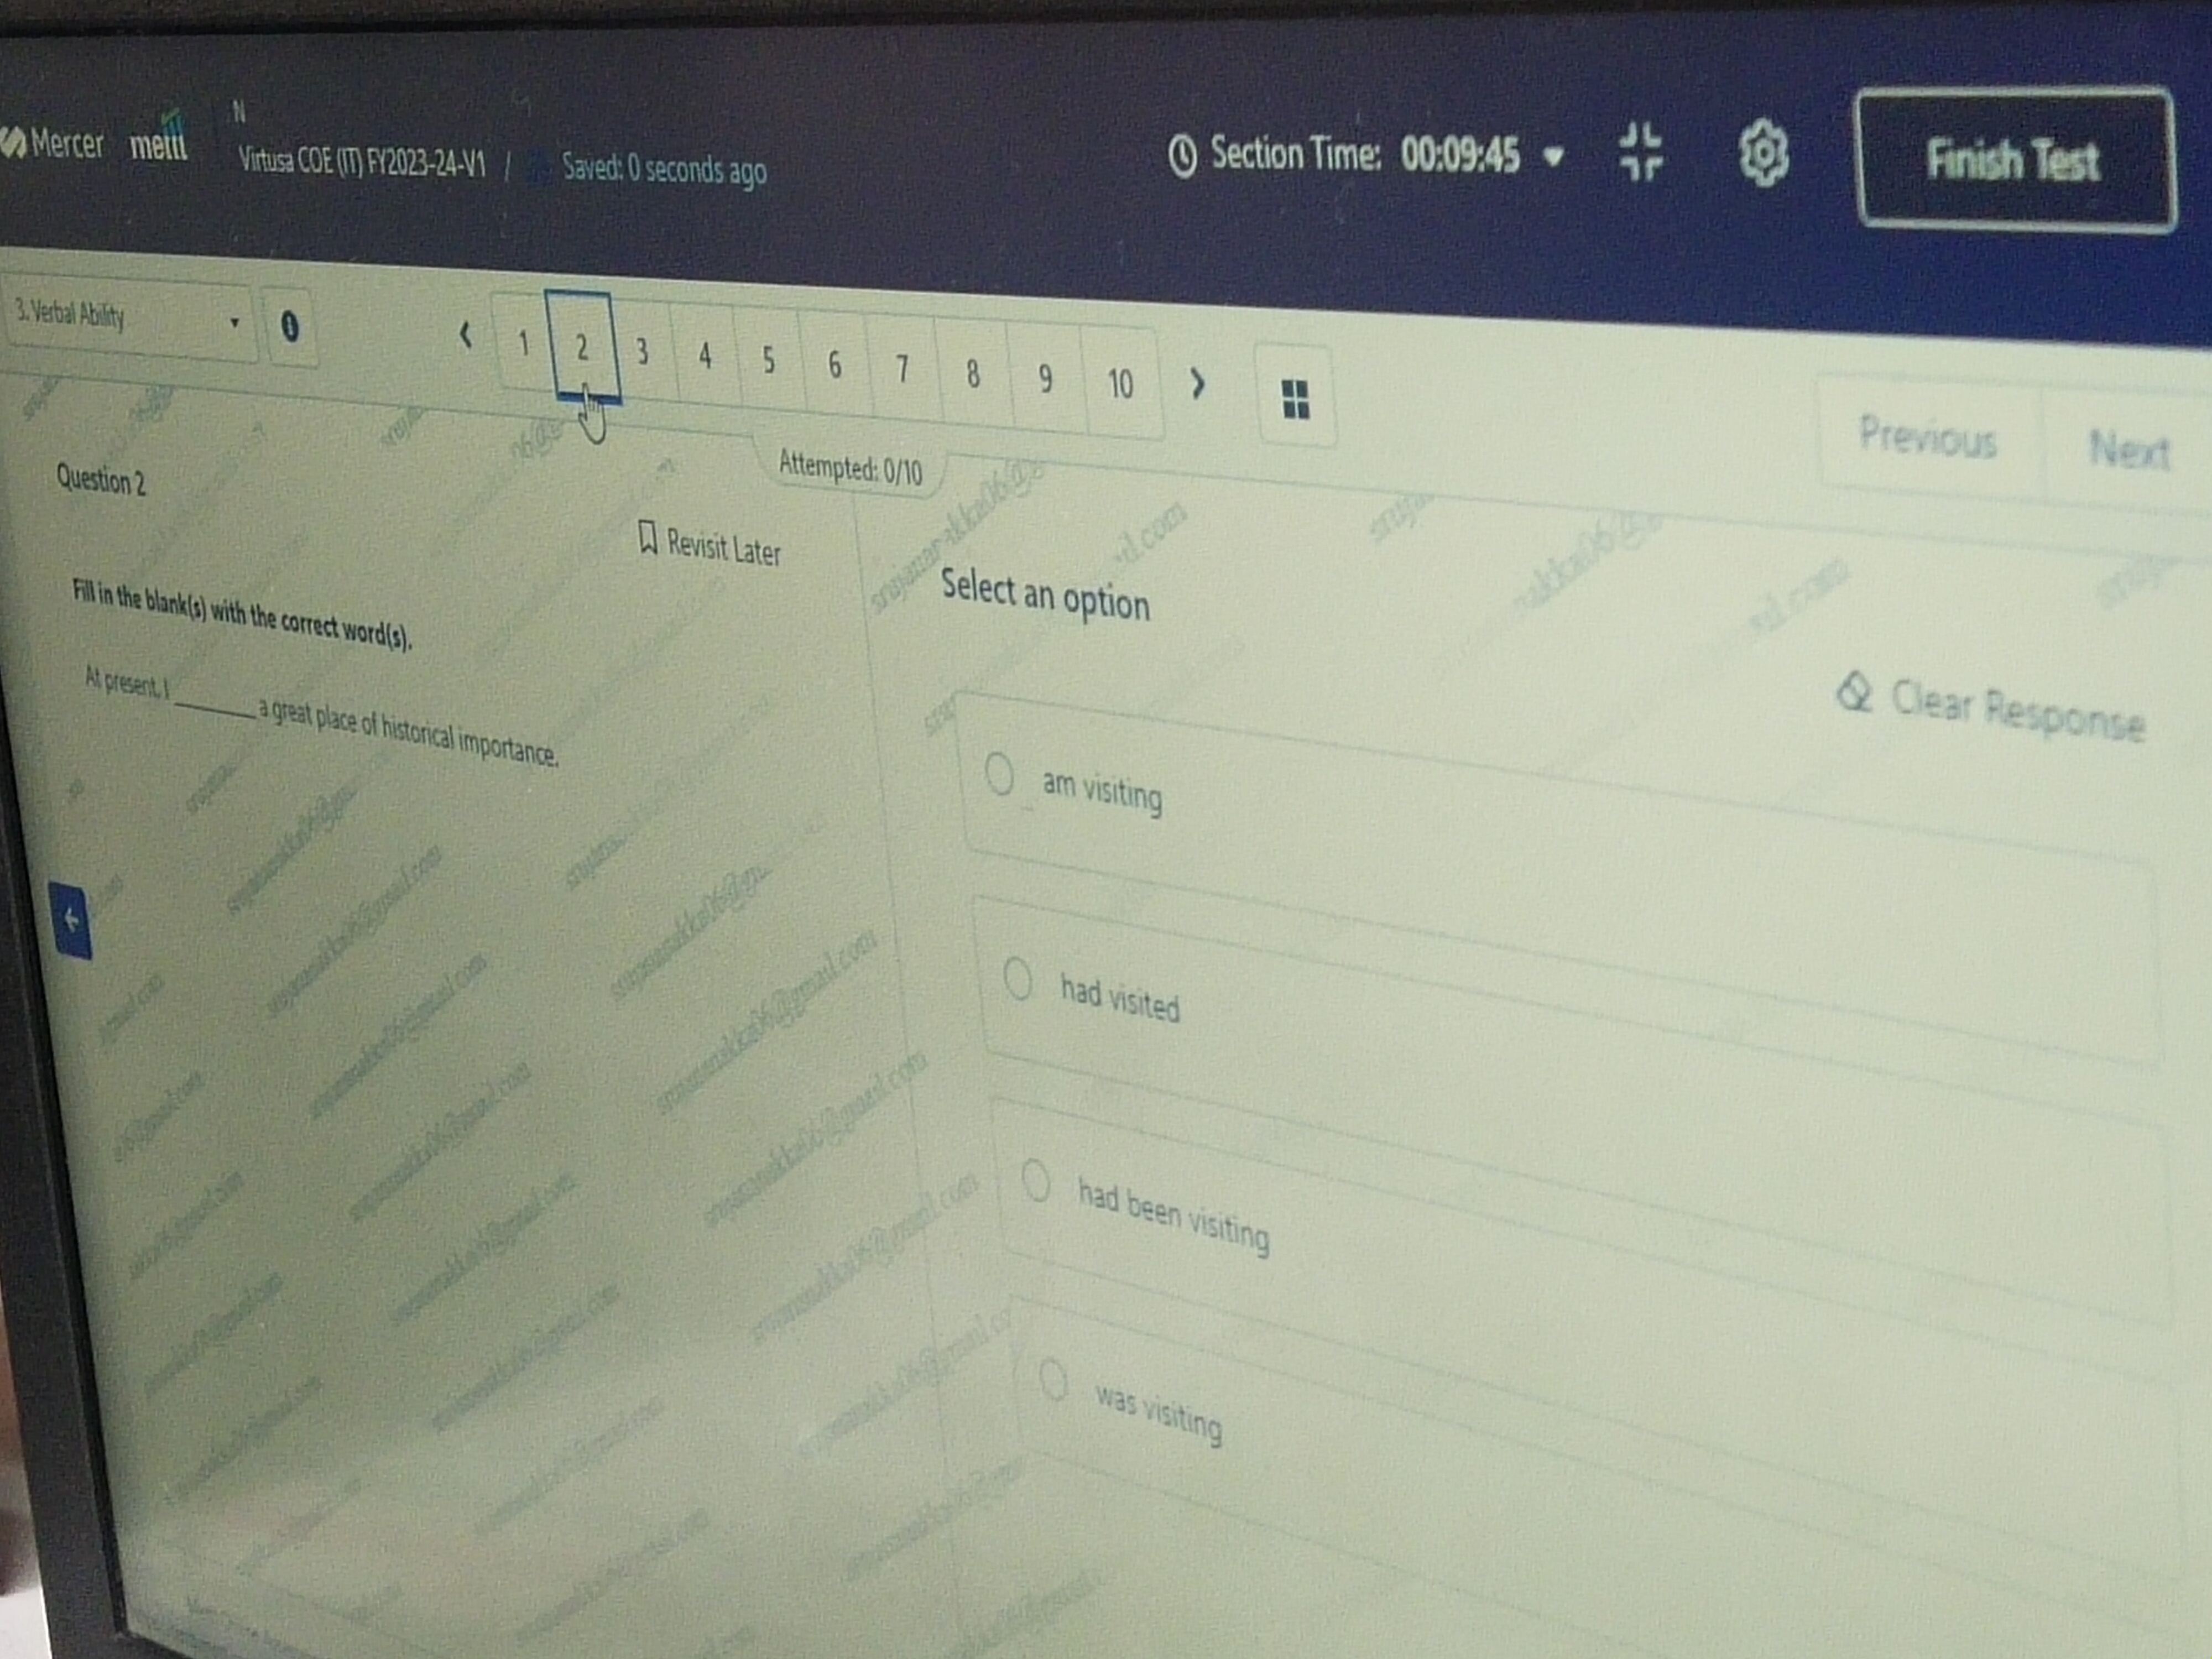 N
Mercer mettl
Virtusa COE (IT) FY2023-24-V1 / Saved: 0 seconds ago
Section Time: 00:09:45
Finish Test
3. Verbal Ability
1 2 3 4 5 6 7 8 9 10
Previous Next
Attempted: 0/10
Question 2
Revisit Later
Fill in the blank(s) with the correct word(s).
At present, I ________ a great place of historical importance.
Select an option
Clear Response
am visiting
had visited
had been visiting
was visiting